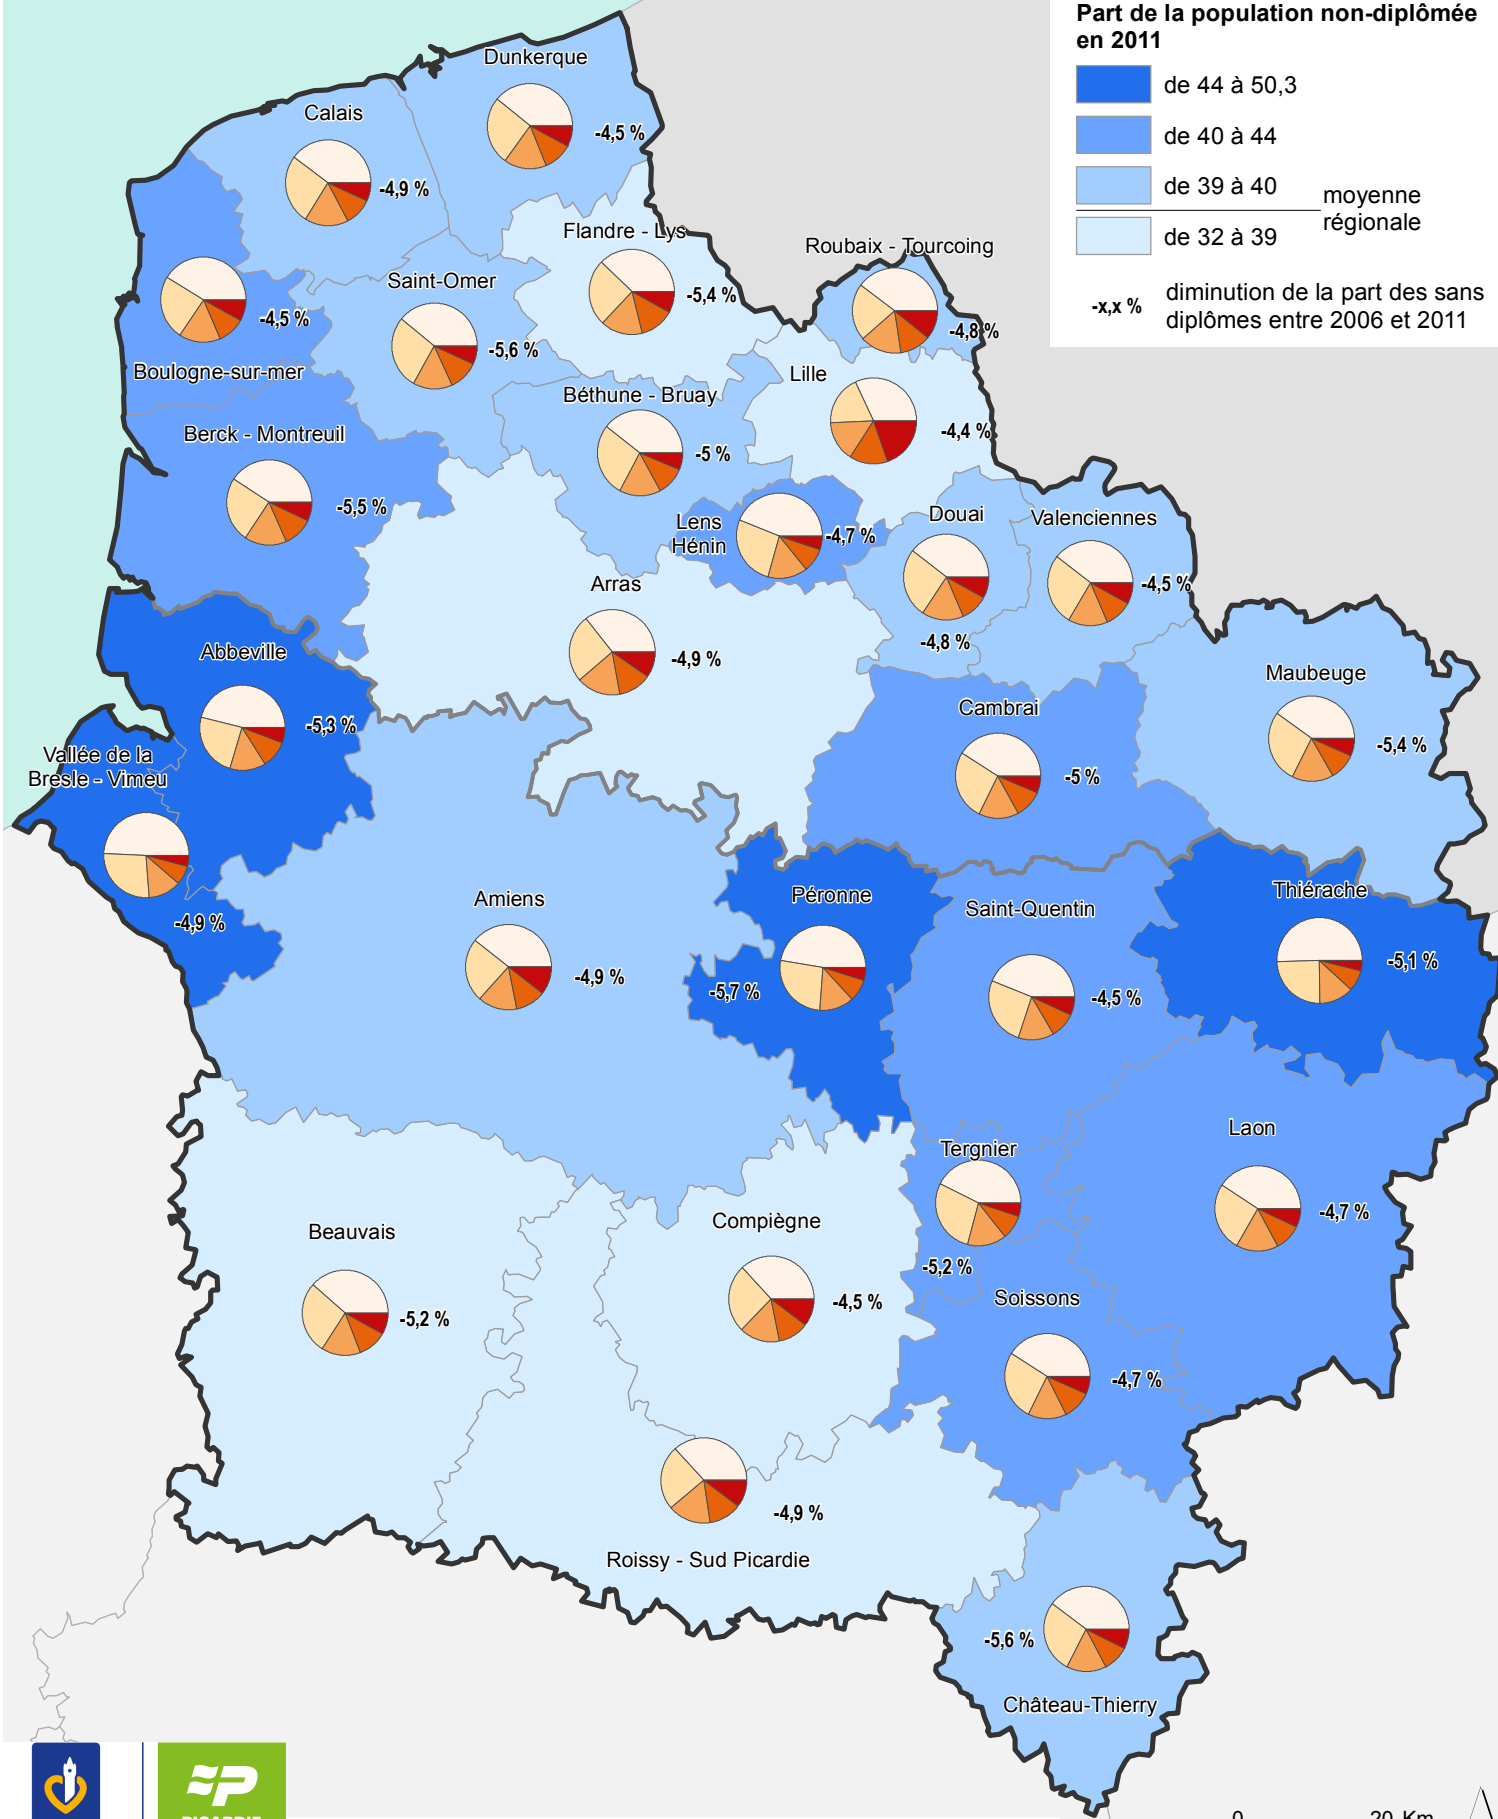 Part de la population non-diplômée
en 2011
de 44 à 50,3
de 40 à 44
de 39 à 40
moyenne
régionale
de 32 à 39
-x,x %
diminution de la part des sans
diplômes entre 2006 et 2011
Dunkerque
-4,5 %
Calais
-4,9 %
Flandre - Lys
-5,4 %
Roubaix - Tourcoing
-4,8 %
Saint-Omer
-5,6 %
-4,5 %
Boulogne-sur-mer
Lille
-4,4 %
Béthune - Bruay
-5 %
Berck - Montreuil
-5,5 %
Lens
Hénin
-4,7 %
Douai
-4,8 %
Valenciennes
-4,5 %
Arras
-4,9 %
Abbeville
-5,3 %
Maubeuge
-5,4 %
Cambrai
-5 %
Vallée de la
Bresle - Vimeu
-4,9 %
Amiens
-4,9 %
Péronne
-5,7 %
Saint-Quentin
-4,5 %
Thiérache
-5,1 %
Laon
-4,7 %
Tergnier
-5,2 %
Beauvais
-5,2 %
Compiègne
-4,5 %
Soissons
-4,7 %
-4,9 %
Roissy - Sud Picardie
-5,6 %
Château-Thierry
P
PICARDIE
0
20 Km